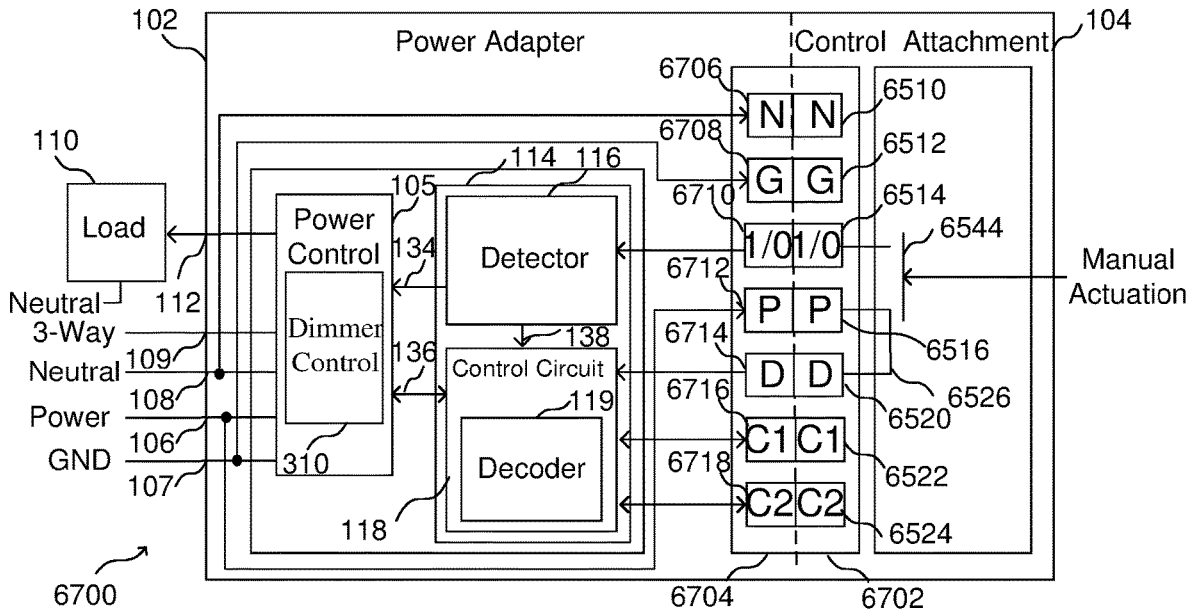 102
Power Adapter
Control Attachment
104
6706
N N
6510
6708
G G
6512
110
Load
Neutral
112
114
116
105
Power
Control
134
Detector
6710
1/0 1/0
6514
6544
Manual
Actuation
6712
P P
6516
138
3-Way
109
Neutral
108
Power
106
GND
107
Dimmer
Control
310
136
Control Circuit
119
Decoder
118
6714
D D
6520
6526
6716
C1 C1
6522
6718
C2 C2
6524
6700
6704
6702